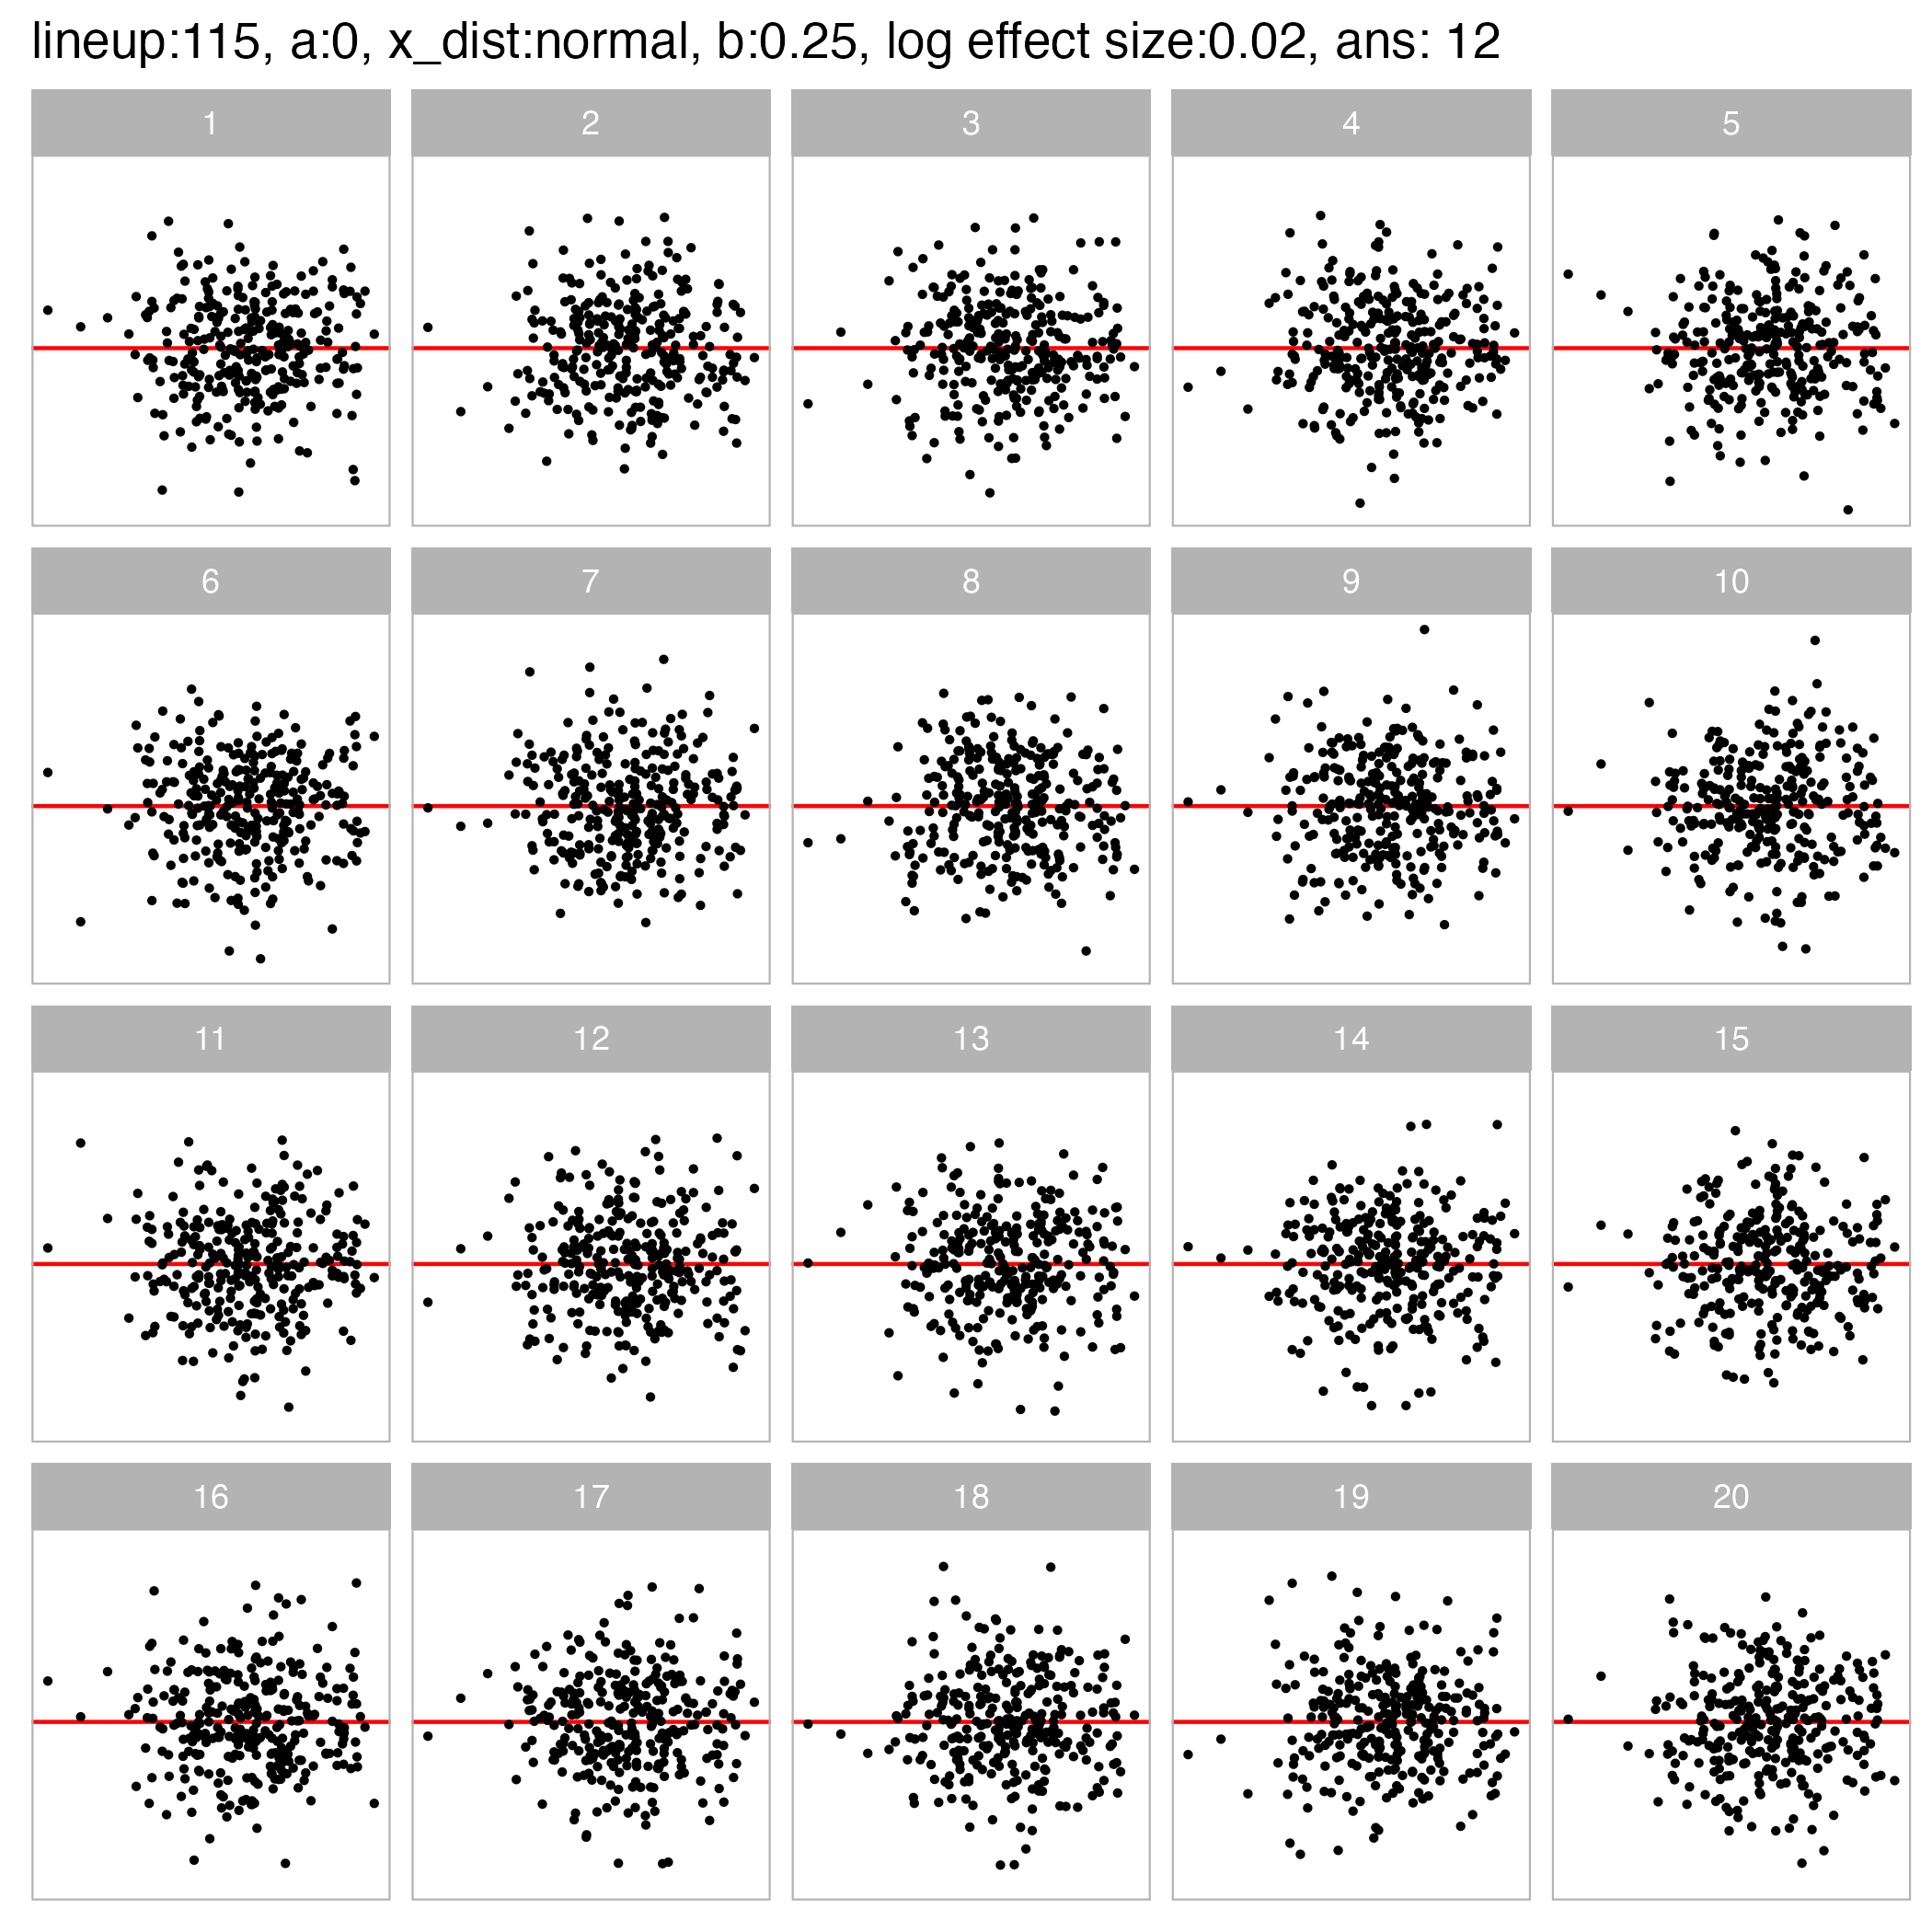 lineup:115, a:0, x_dist:normal, b:0.25, log effect size:0.02, ans: 12
1 2 3 4 5
6 7 8 9 10
11 12 13 14 15
16 17 18 19 20